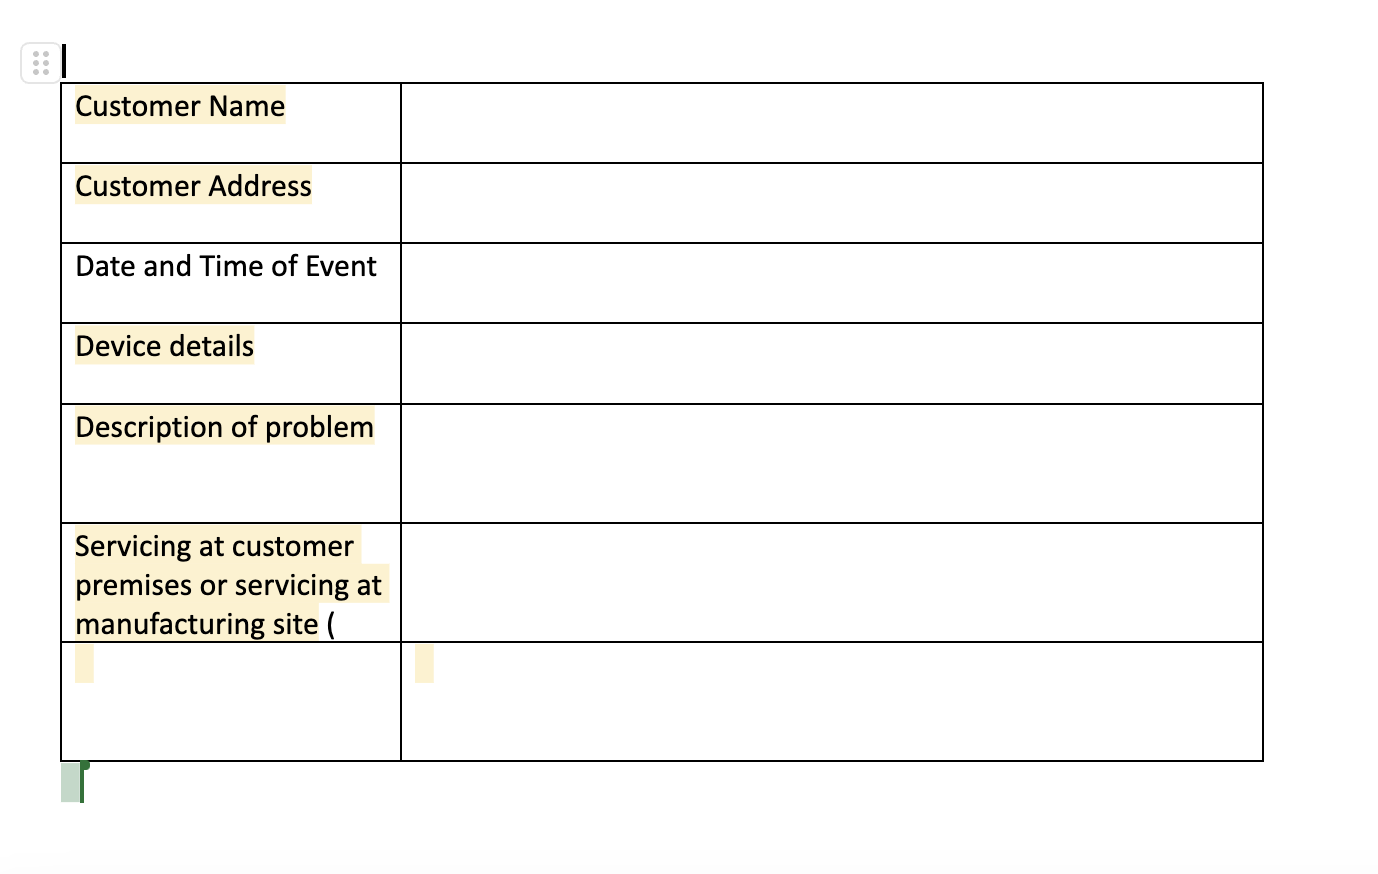 Customer Name
Customer Address
Date and Time of Event
Device details
Description of problem
Servicing at customer
premises or servicing at
manufacturing site (